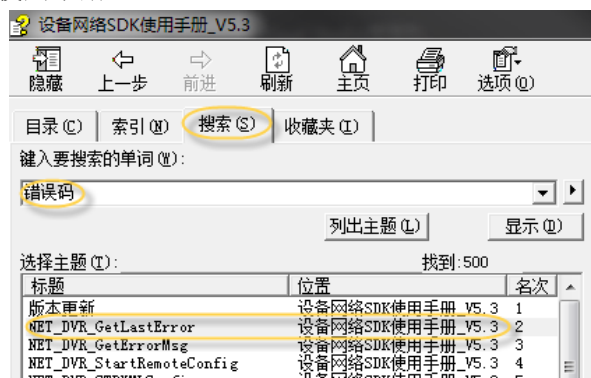 设备网络SDK使用手册_V5.3
隐藏 上一步 前进 刷新 主页 打印 选项(O)
目录(C) 索引(N) 搜索(S) 收藏夹(I)
键入要搜索的单词(W):
错误码
列出主题(L) 显示(D)
选择主题(T): 找到:500
标题 位置 名次
版本更新 设备网络SDK使用手册_V5.3 1
NET_DVR_GetLastError 设备网络SDK使用手册_V5.3 2
NET_DVR_GetErrorMsg 设备网络SDK使用手册_V5.3 3
NET_DVR_StartRemoteConfig 设备网络SDK使用手册_V5.3 4